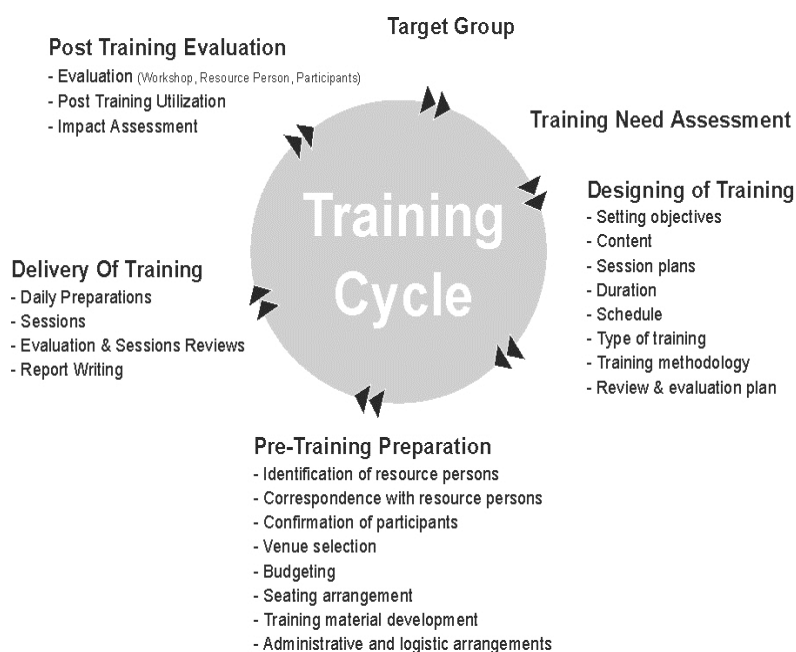 Target Group
Post Training Evaluation
- Evaluation (Workshop, Resource Person, Participants)
- Post Training Utilization
- Impact Assessment
Training Need Assessment
Designing of Training
- Setting objectives
- Content
- Session plans
- Duration
- Schedule
- Type of training
- Training methodology
- Review & evaluation plan
Training
Cycle
Delivery Of Training
- Daily Preparations
- Sessions
- Evaluation & Sessions Reviews
- Report Writing
Pre-Training Preparation
- Identification of resource persons
- Correspondence with resource persons
- Confirmation of participants
- Venue selection
- Budgeting
- Seating arrangement
- Training material development
- Administrative and logistic arrangements